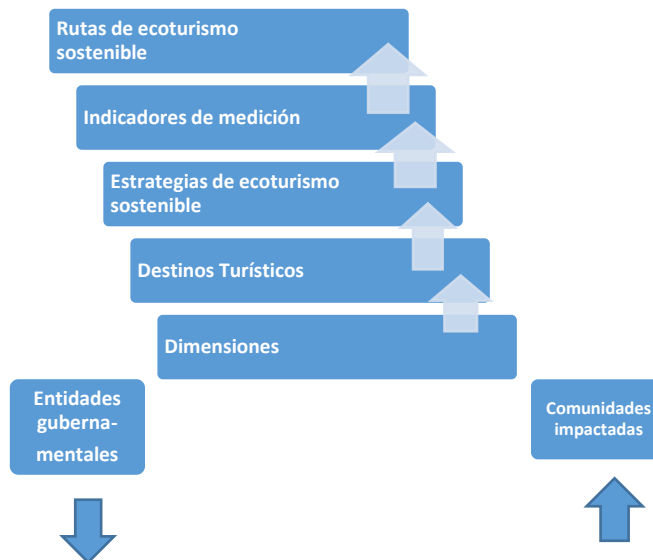 Rutas de ecoturismo
sostenible
Indicadores de medición
Estrategias de ecoturismo
sostenible
Destinos Turísticos
Dimensiones
Entidades
guberna-
mentales
Comunidades
impactadas